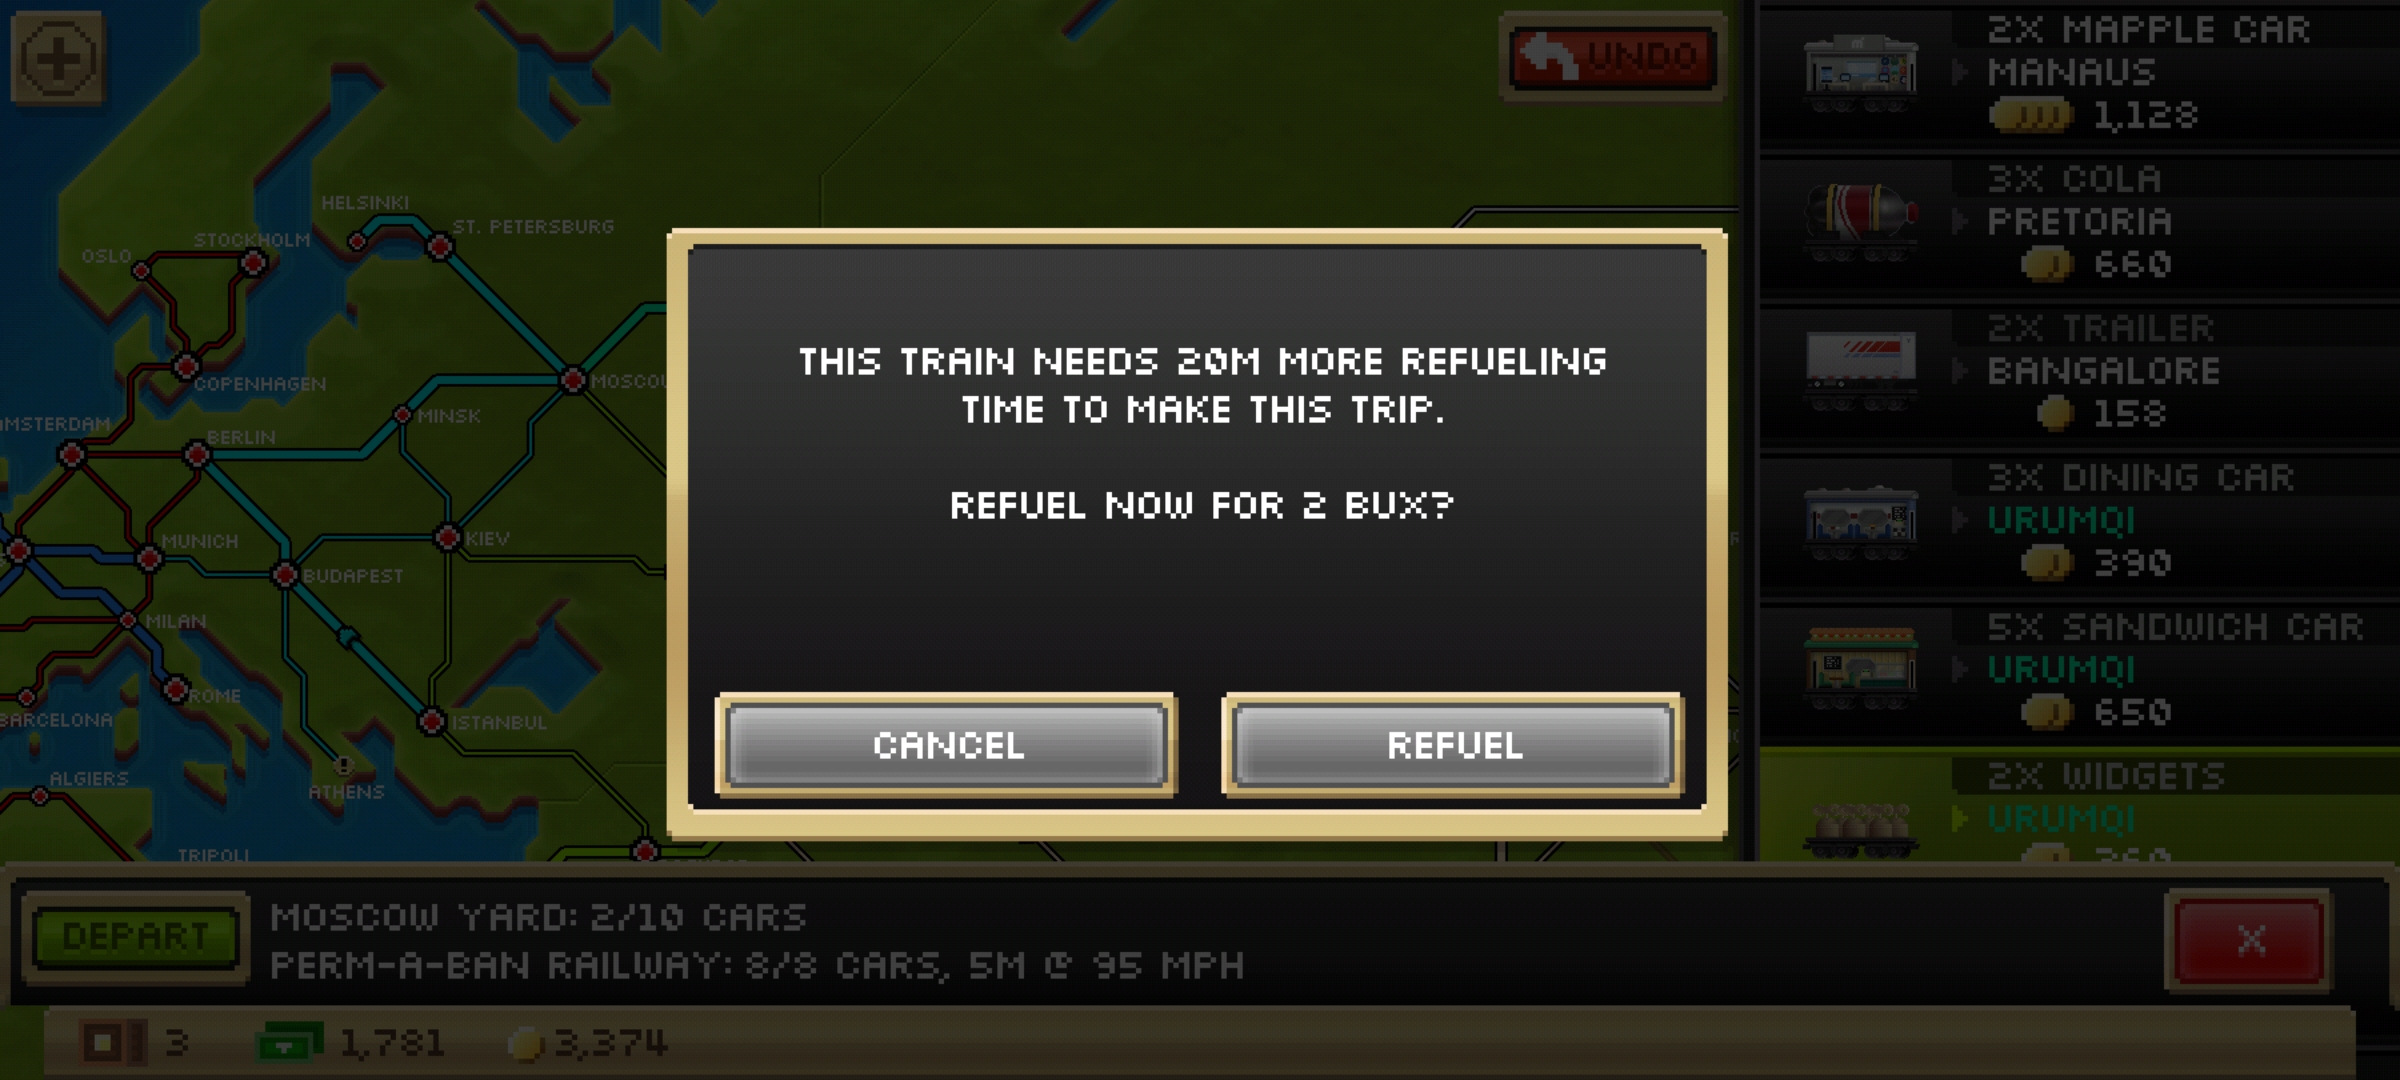 UNDO
HELSINKI
ST. PETERSBURG
STOCKHOLM
OSLO
COPENHAGEN
MINSK
BERLIN
MUNICH
KIEV
BUDAPEST
MILAN
ROME
BARCELONA
ISTANBUL
ALGIERS
ATHENS
TRIPOLI
THIS TRAIN NEEDS 20M MORE REFUELING
TIME TO MAKE THIS TRIP.
REFUEL NOW FOR 2 BUX?
CANCEL
REFUEL
2X MAPPLE CAR
MANAUS
1,128
3X COLA
PRETORIA
660
2X TRAILER
BANGALORE
158
3X DINING CAR
URUMQI
390
5X SANDWICH CAR
URUMQI
650
2X WIDGETS
URUMQI
360
DEPART
MOSCOW YARD: 2/10 CARS
PERM-A-BAN RAILWAY: 8/8 CARS, 5M @ 95 MPH
X
3
1,781
3,374